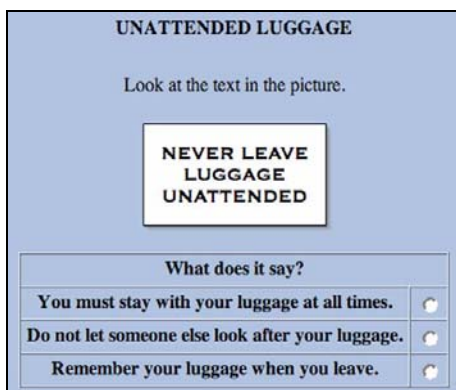 UNATTENDED LUGGAGE
Look at the text in the picture.
NEVER LEAVE
LUGGAGE
UNATTENDED
What does it say?
You must stay with your luggage at all times.
Do not let someone else look after your luggage.
Remember your luggage when you leave.